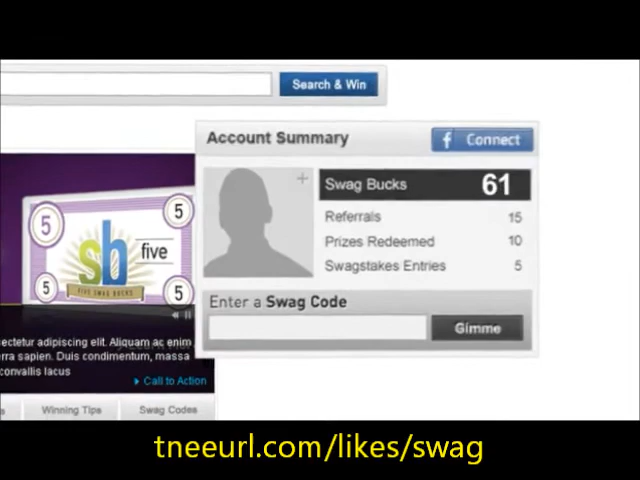 Search & Win
Account Summary
f Connect
Swag Bucks 61
Referrals 15
Prizes Redeemed 10
Swagstakes Entries 5
Enter a Swag Code
Gimme
5
5
sb five
FIVE SWAG BUCKS
5
5
ectetur adipiscing elit. Aliquam ac enim
erra sapien. Duis condimentum, massa
convallis lacus
Call to Action
s
Winning Tips
Swag Codes
tneeurl.com/likes/swag